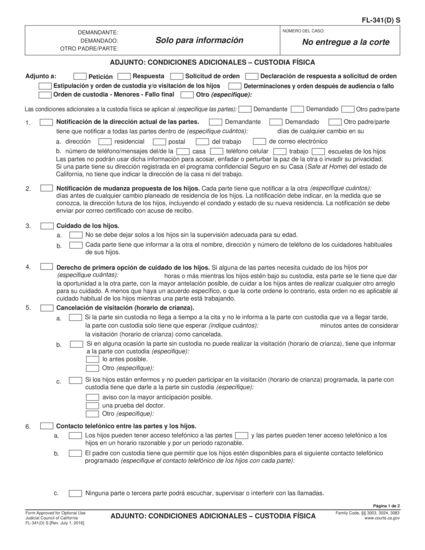 FL-341(D) S
DEMANDANTE:
DEMANDADO:
OTRO PADRE/PARTE:
Solo para información
NÚMERO DEL CASO:
No entregue a la corte
ADJUNTO: CONDICIONES ADICIONALES – CUSTODIA FÍSICA
Adjunto a: Petición Respuesta Solicitud de orden Declaración de respuesta a solicitud de orden
Estipulación y orden de custodia y/o visitación de los hijos Determinaciones y orden después de audiencia o fallo
Orden de custodia - Menores - Fallo final Otro (especifique):
Las condiciones adicionales a la custodia física se aplican al (especifique las partes): Demandante Demandado Otro padre/parte
1. Notificación de la dirección actual de las partes. Demandante Demandado Otro padre/parte
tiene que notificar a todas las partes dentro de (especifique cuántos): días de cualquier cambio en su
a. dirección residencial postal del trabajo de correo electrónico
b. número de teléfono/mensajes del/de la casa teléfono celular trabajo escuelas de los hijos
Las partes no podrán usar dicha información para acosar, enfadar o perturbar la paz de la otra o invadir su privacidad.
Si una parte tiene su dirección registrada en el programa confidencial Seguro en su Casa (Safe at Home) del estado de
California, no tiene que indicar la dirección de la casa ni del trabajo.
2. Notificación de mudanza propuesta de los hijos. Cada parte tiene que notificar a la otra (especifique cuántos):
días antes de cualquier cambio planeado de residencia de los hijos. La notificación debe indicar, en la medida que se
conozca, la dirección futura de los hijos, incluyendo el condado y estado de su nueva residencia. La notificación se debe
enviar por correo certificado con acuse de recibo.
3. Cuidado de los hijos.
a. No se debe dejar solos a los hijos sin la supervisión adecuada para su edad.
b. Cada parte tiene que informar a la otra el nombre, dirección y número de teléfono de los cuidadores habituales
de sus hijos.
4. Derecho de primera opción de cuidado de los hijos. Si alguna de las partes necesita cuidado de los hijos por
(especifique cuántas): horas o más mientras los hijos estén bajo su custodia, esta parte se le tiene que dar
la oportunidad a la otra parte, con la mayor antelación posible, de cuidar a los hijos antes de realizar cualquier otro arreglo
para su cuidado. A menos que haya un acuerdo específico, o que la corte ordene lo contrario, esta orden no es aplicable al
cuidado habitual de los hijos mientras una parte está trabajando.
5. Cancelación de visitación (horario de crianza).
a. Si la parte sin custodia no llega a tiempo a la cita y no le informa a la parte con custodia que va a llegar tarde,
la parte con custodia solo tiene que esperar (indique cuántos): minutos antes de considerar
la visitación (horario de crianza) como cancelada.
b. Si en alguna ocasión la parte sin custodia no puede realizar la visitación (horario de crianza), tiene que informar
a la parte con custodia (especifique):
lo antes posible.
Otro (especifique):
c. Si los hijos están enfermos y no pueden participar en la visitación (horario de crianza) programada, la parte con
custodia tiene que darle a la parte sin custodia (especifique):
aviso con la mayor anticipación posible.
una prueba del doctor.
Otro (especifique):
6. Contacto telefónico entre las partes y los hijos.
a. Los hijos pueden tener acceso telefónico a las partes y las partes pueden tener acceso telefónico a los
hijos en un horario razonable y por un periodo razonable.
b. El padre con custodia tiene que permitir que los hijos estén disponibles para el siguiente contacto telefónico
programado (especifique el contacto telefónico de los hijos con cada parte):
c. Ninguna parte o tercera parte podrá escuchar, supervisar o interferir con las llamadas.
Página 1 de 2
Form Approved for Optional Use
Judicial Council of California
FL-341(D) S [Rev. July 1, 2016]
ADJUNTO: CONDICIONES ADICIONALES – CUSTODIA FÍSICA
Family Code, §§ 3003, 3024, 3083
www.courts.ca.gov